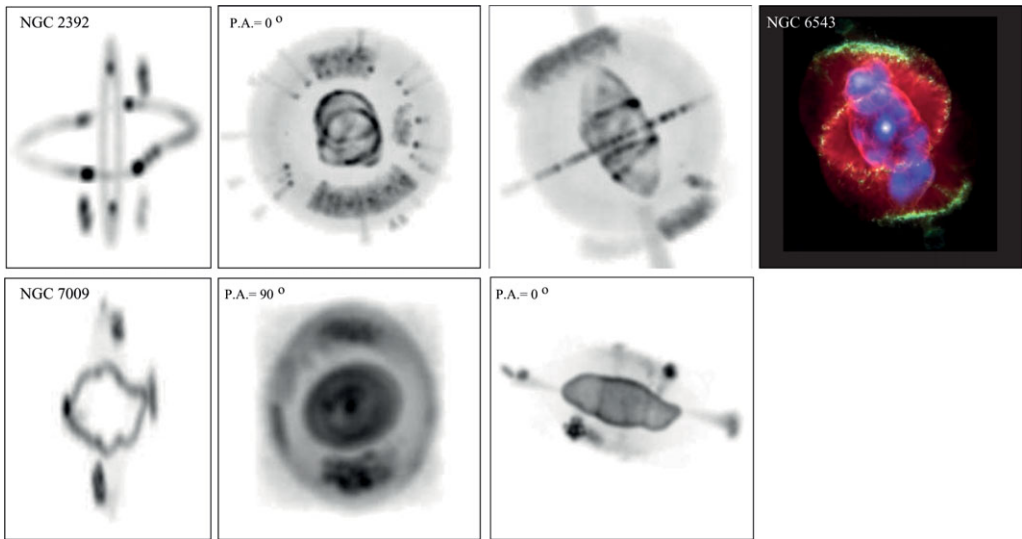 NGC 2392
P.A.= 0 °
NGC 6543
NGC 7009
P.A.= 90 °
P.A.= 0 °